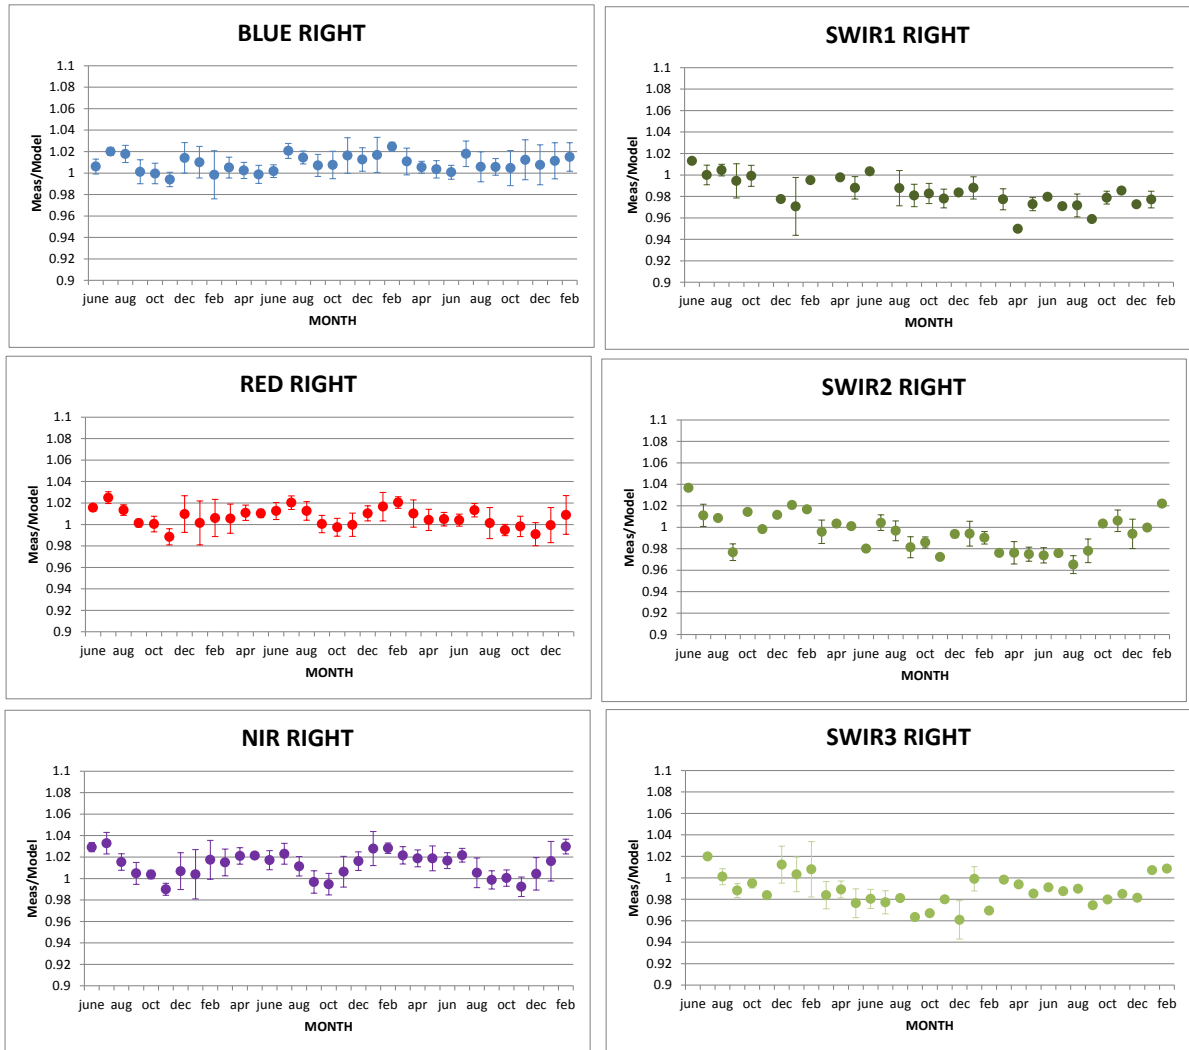 BLUE RIGHT
1.1
1.08
1.06
1.04
1.02
1
0.98
0.96
0.94
0.92
0.9
Meas/Model
june aug oct dec feb apr june aug oct dec feb apr jun aug oct dec feb
MONTH
SWIR1 RIGHT
1.1
1.08
1.06
1.04
1.02
1
0.98
0.96
0.94
0.92
0.9
Meas/Model
june aug oct dec feb apr june aug oct dec feb apr jun aug oct dec feb
MONTH
RED RIGHT
1.1
1.08
1.06
1.04
1.02
1
0.98
0.96
0.94
0.92
0.9
Meas/Model
june aug oct dec feb apr june aug oct dec feb apr jun aug oct dec
MONTH
SWIR2 RIGHT
1.1
1.08
1.06
1.04
1.02
1
0.98
0.96
0.94
0.92
0.9
Meas/Model
june aug oct dec feb apr june aug oct dec feb apr jun aug oct dec feb
MONTH
NIR RIGHT
1.1
1.08
1.06
1.04
1.02
1
0.98
0.96
0.94
0.92
0.9
Meas/Model
june aug oct dec feb apr june aug oct dec feb apr jun aug oct dec feb
MONTH
SWIR3 RIGHT
1.1
1.08
1.06
1.04
1.02
1
0.98
0.96
0.94
0.92
0.9
Meas/Model
june aug oct dec feb apr june aug oct dec feb apr jun aug oct dec feb
MONTH